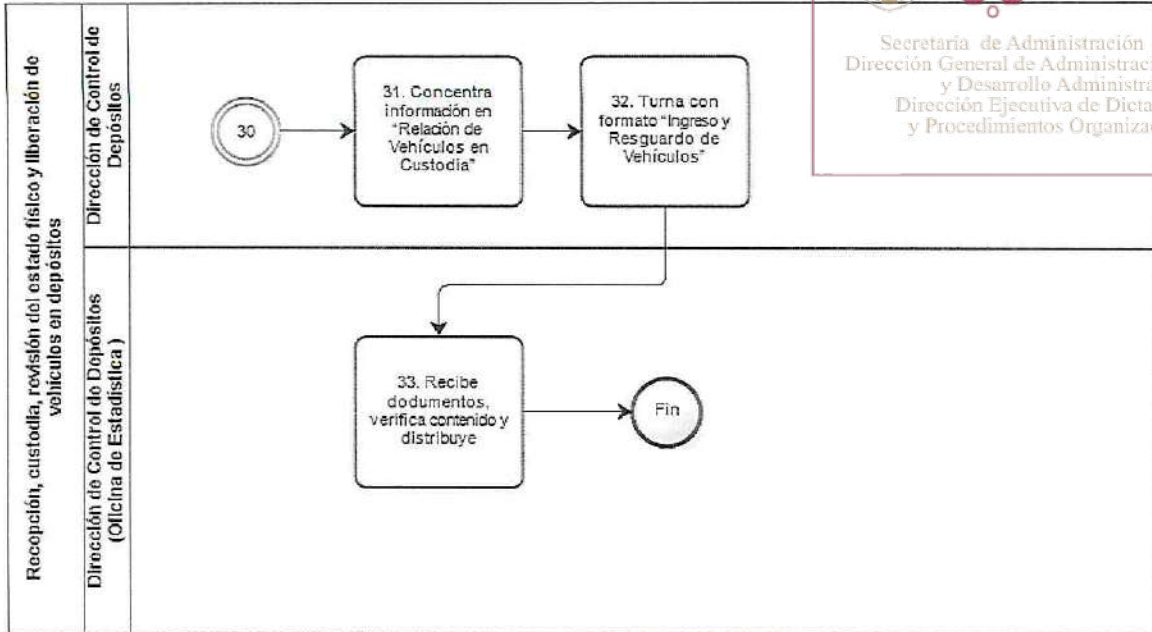 Recepción, custodia, revisión del estado físico y liberación de
vehículos en depósitos
Dirección de Control de
Depósitos
30
31. Concentra
información en
"Relación de
Vehículos en
Custodia"
32. Turna con
formato "Ingreso y
Resguardo de
Vehículos"
Secretaría de Administración
Dirección General de Administraci
y Desarrollo Administra
Dirección Ejecutiva de Dicta
y Procedimientos Organiza
Dirección de Control de Depósitos
(Oficina de Estadística)
33. Recibe
dodumentos,
verifica contenido y
distribuye
Fin